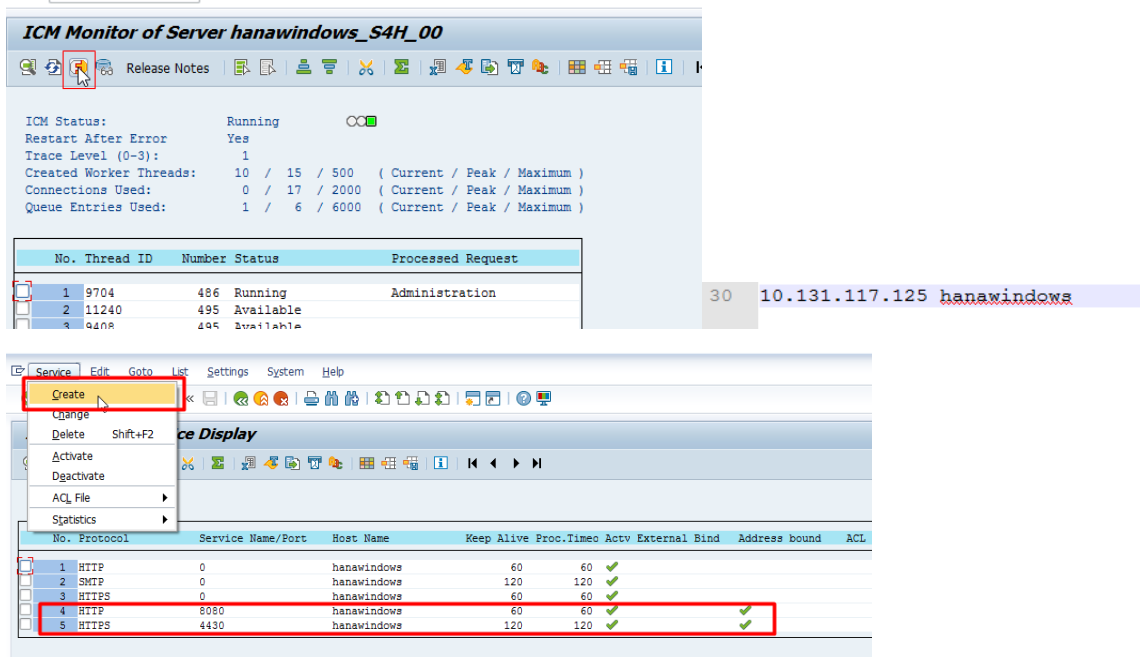 ICM Monitor of Server hanawindows_S4H_00
Release Notes
ICM Status: Running
Restart After Error Yes
Trace Level (0-3): 1
Created Worker Threads: 10 / 15 / 500 ( Current / Peak / Maximum )
Connections Used: 0 / 17 / 2000 ( Current / Peak / Maximum )
Queue Entries Used: 1 / 6 / 6000 ( Current / Peak / Maximum )
No. Thread ID Number Status Processed Request
1 9704 486 Running Administration
2 11240 495 Available
3 9408 495 Available
30 10.131.117.125 hanawindows
Service Edit Goto List Settings System Help
Create
Change
Delete Shift+F2
ce Display
Activate
Deactivate
ACL File
Statistics
No. Protocol Service Name/Port Host Name Keep Alive Proc.Timeo Actv External Bind Address bound ACL
1 HTTP 0 hanawindows 60 60
2 SMTP 0 hanawindows 120 120
3 HTTPS 0 hanawindows 60 60
4 HTTP 8080 hanawindows 60 60
5 HTTPS 4430 hanawindows 120 120